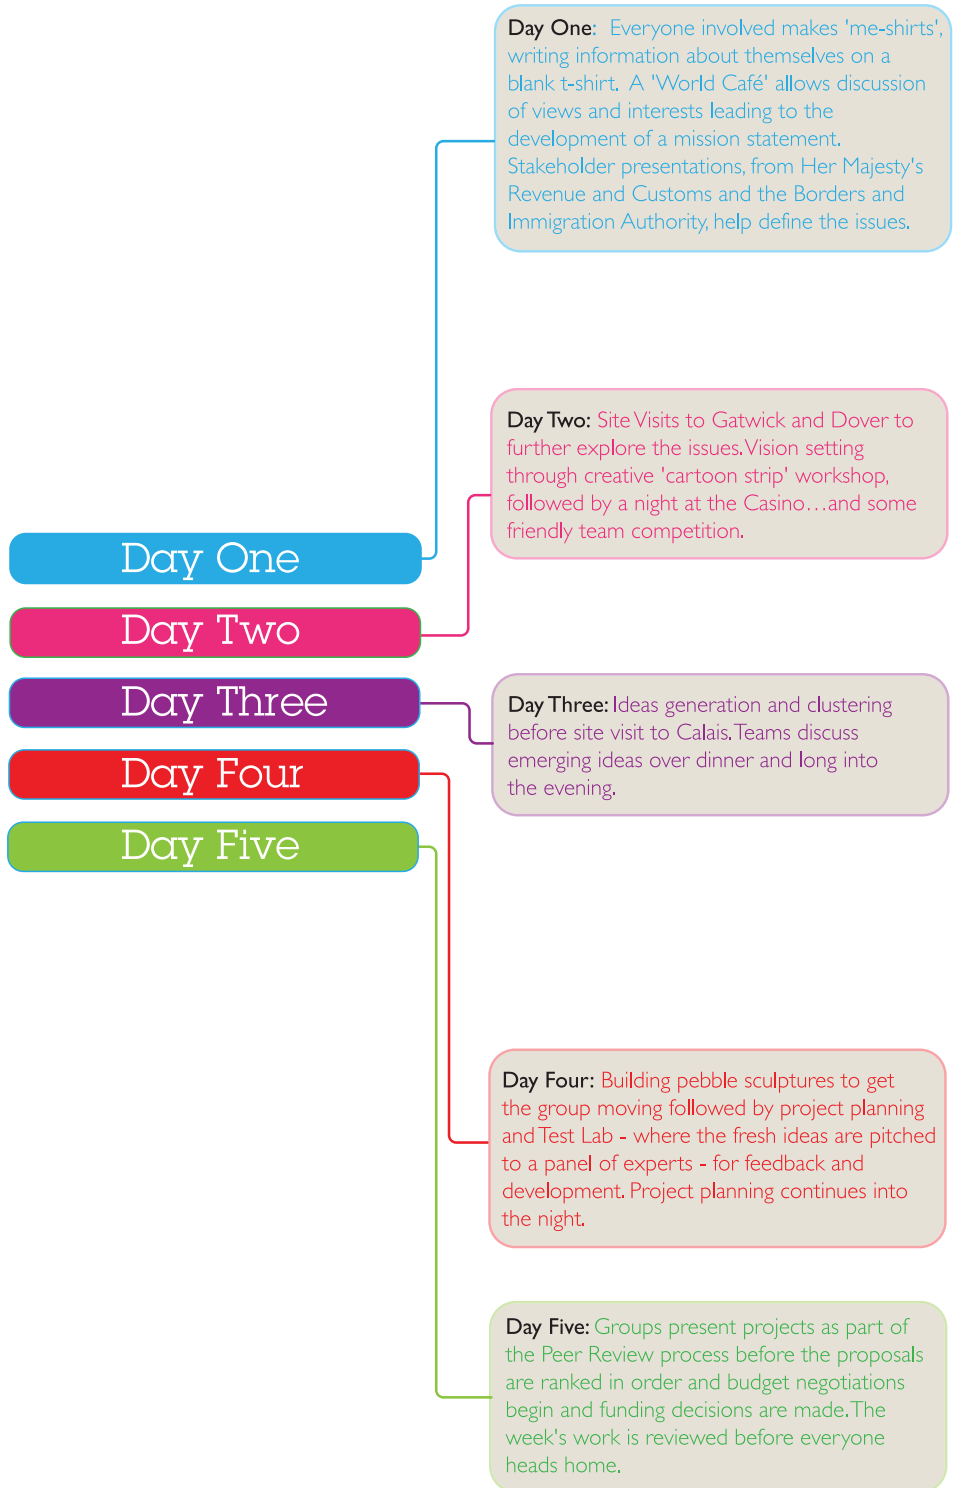 Day One:  Everyone involved makes 'me-shirts',
writing information about themselves on a
blank t-shirt.  A 'World Café' allows discussion
of views and interests leading to the
development of a mission statement.
Stakeholder presentations, from Her Majesty's
Revenue and Customs and the Borders and
Immigration Authority, help define the issues.
Day Two: Site Visits to Gatwick and Dover to
further explore the issues. Vision setting
through creative 'cartoon strip' workshop,
followed by a night at the Casino…and some
friendly team competition.
Day One
Day Two
Day Three
Day Four
Day Five
Day Three: Ideas generation and clustering
before site visit to Calais. Teams discuss
emerging ideas over dinner and long into
the evening.
Day Four: Building pebble sculptures to get
the group moving followed by project planning
and Test Lab - where the fresh ideas are pitched
to a panel of experts - for feedback and
development. Project planning continues into
the night.
Day Five: Groups present projects as part of
the Peer Review process before the proposals
are ranked in order and budget negotiations
begin and funding decisions are made. The
week's work is reviewed before everyone
heads home.